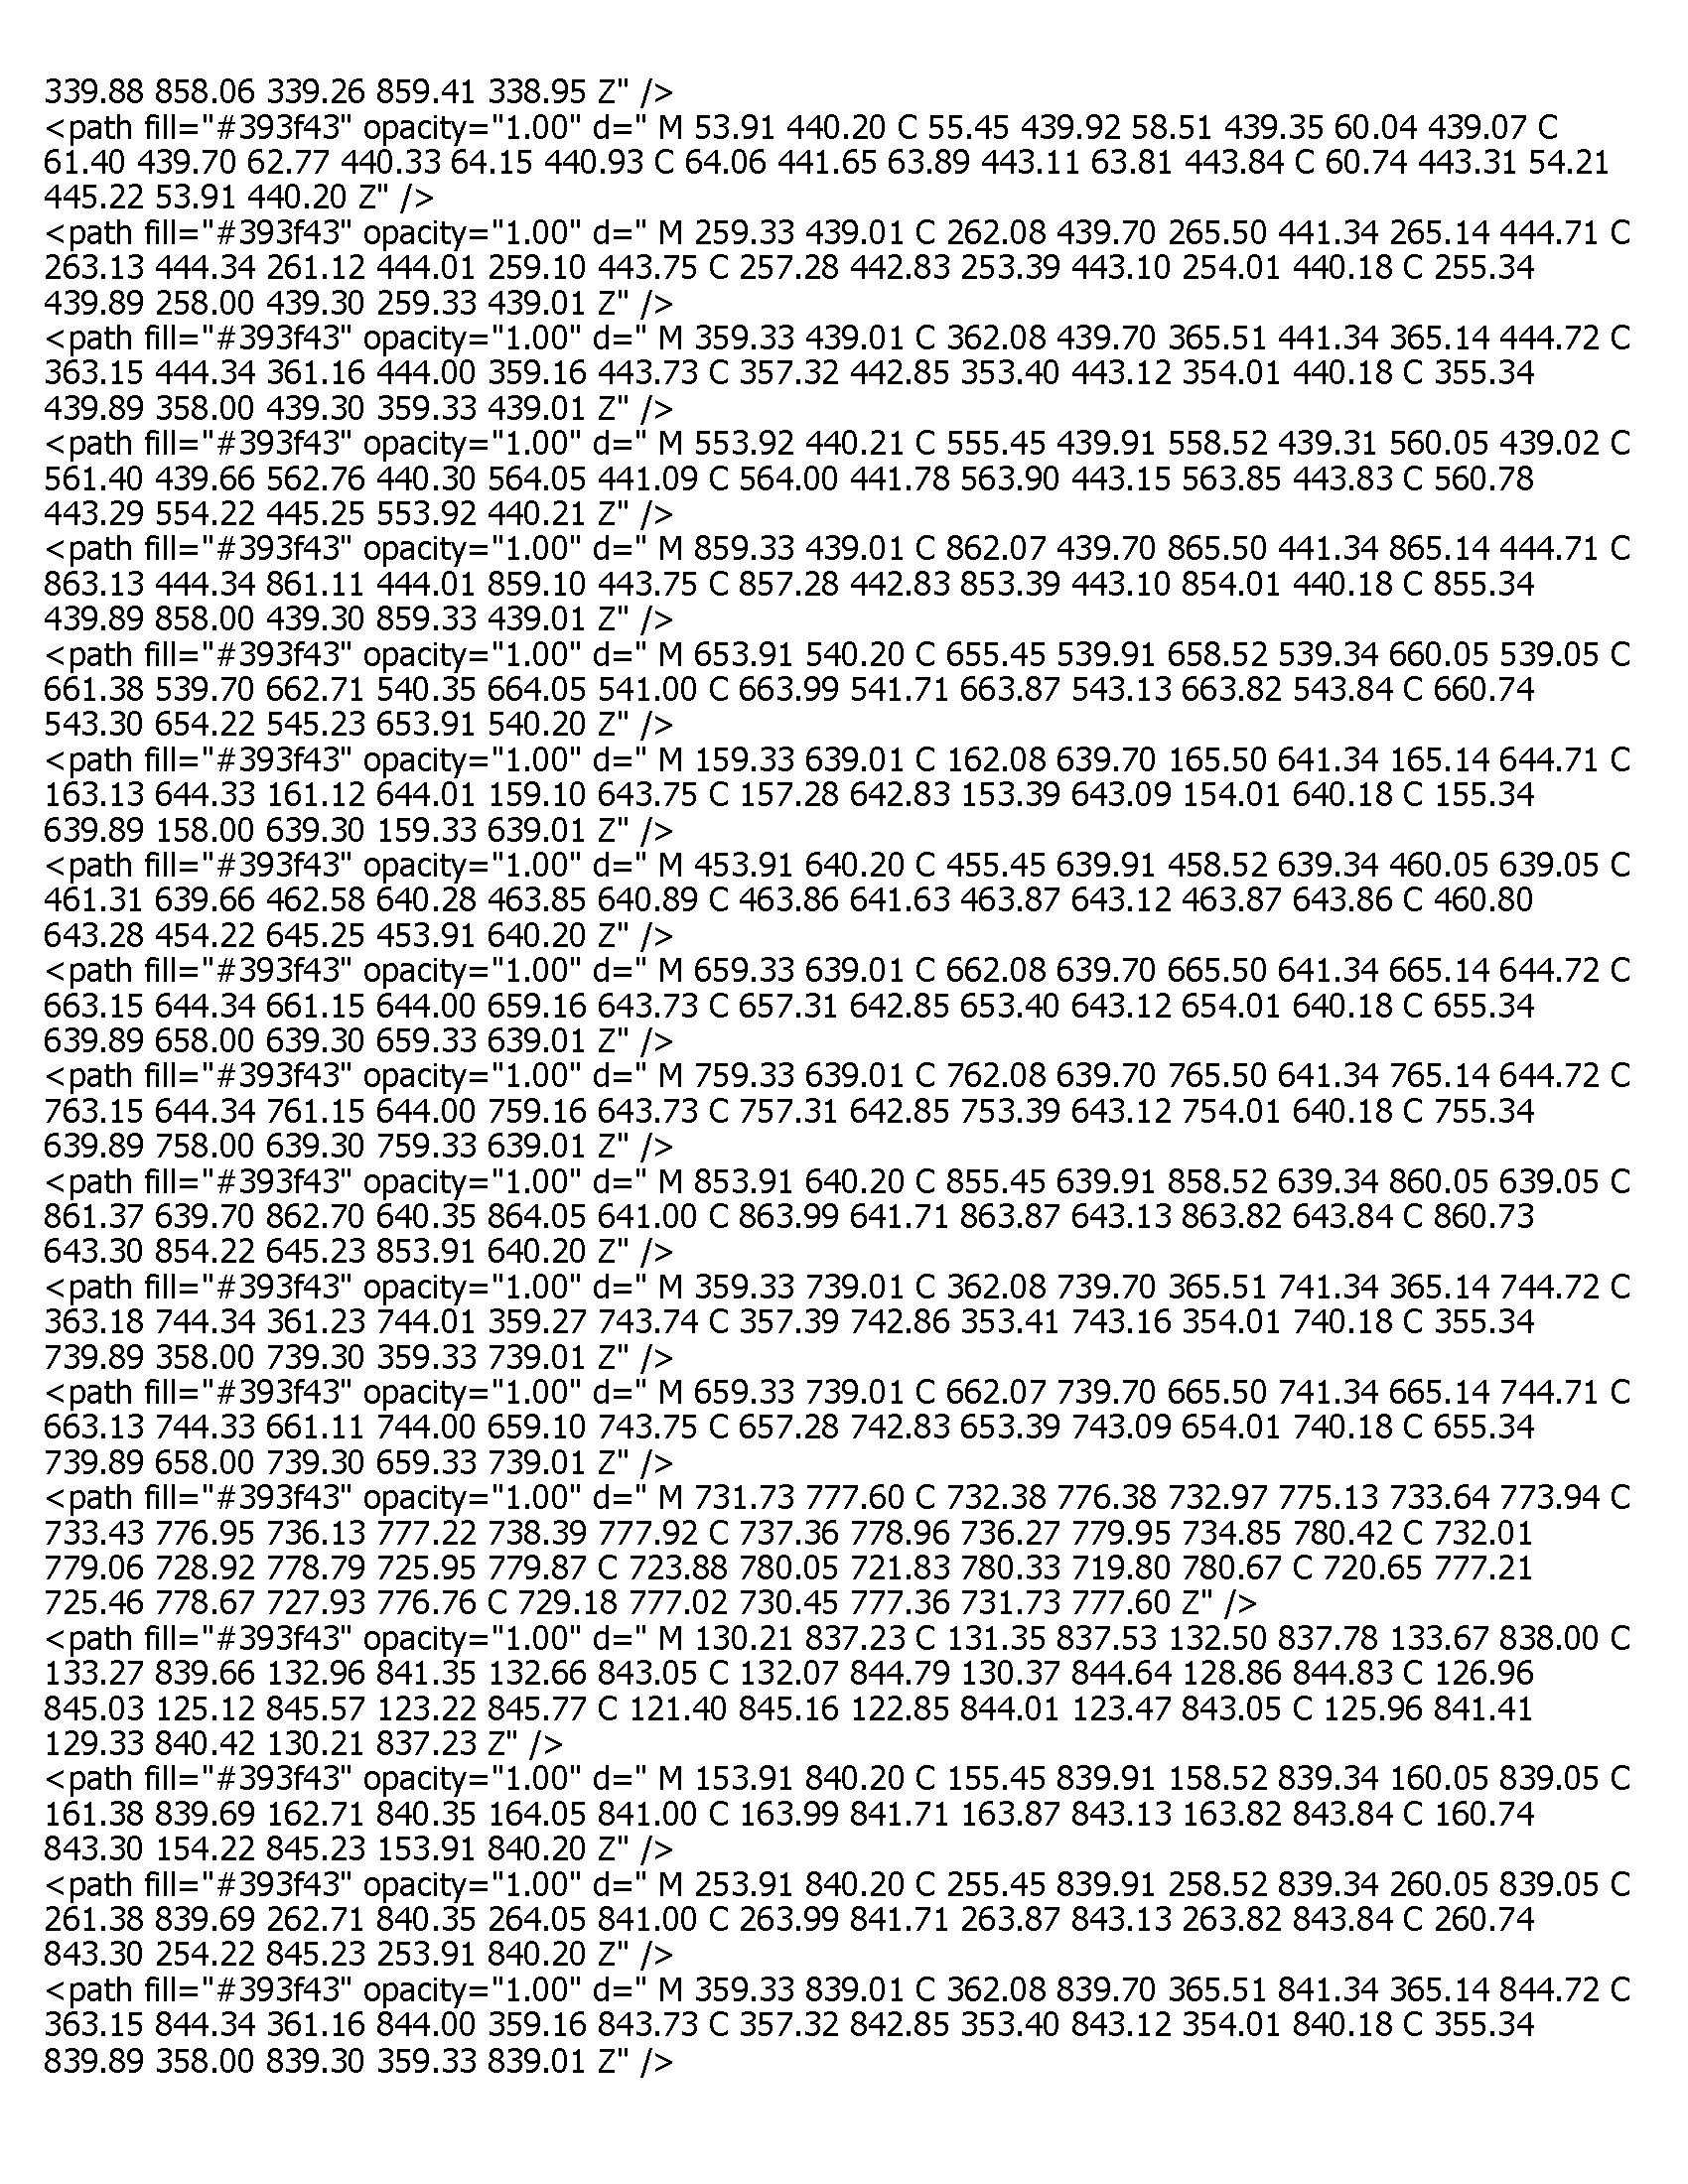 339.88 858.06 339.26 859.41 338.95 Z" />
<path fill="#393f43" opacity="1.00" d=" M 53.91 440.20 C 55.45 439.92 58.51 439.35 60.04 439.07 C
61.40 439.70 62.77 440.33 64.15 440.93 C 64.06 441.65 63.89 443.11 63.81 443.84 C 60.74 443.31 54.21
445.22 53.91 440.20 Z" />
<path fill="#393f43" opacity="1.00" d=" M 259.33 439.01 C 262.08 439.70 265.50 441.34 265.14 444.71 C
263.13 444.34 261.12 444.01 259.10 443.75 C 257.28 442.83 253.39 443.10 254.01 440.18 C 255.34
439.89 258.00 439.30 259.33 439.01 Z" />
<path fill="#393f43" opacity="1.00" d=" M 359.33 439.01 C 362.08 439.70 365.51 441.34 365.14 444.72 C
363.15 444.34 361.16 444.00 359.16 443.73 C 357.32 442.85 353.40 443.12 354.01 440.18 C 355.34
439.89 358.00 439.30 359.33 439.01 Z" />
<path fill="#393f43" opacity="1.00" d=" M 553.92 440.21 C 555.45 439.91 558.52 439.31 560.05 439.02 C
561.40 439.66 562.76 440.30 564.05 441.09 C 564.00 441.78 563.90 443.15 563.85 443.83 C 560.78
443.29 554.22 445.25 553.92 440.21 Z" />
<path fill="#393f43" opacity="1.00" d=" M 859.33 439.01 C 862.07 439.70 865.50 441.34 865.14 444.71 C
863.13 444.34 861.11 444.01 859.10 443.75 C 857.28 442.83 853.39 443.10 854.01 440.18 C 855.34
439.89 858.00 439.30 859.33 439.01 Z" />
<path fill="#393f43" opacity="1.00" d=" M 653.91 540.20 C 655.45 539.91 658.52 539.34 660.05 539.05 C
661.38 539.70 662.71 540.35 664.05 541.00 C 663.99 541.71 663.87 543.13 663.82 543.84 C 660.74
543.30 654.22 545.23 653.91 540.20 Z" />
<path fill="#393f43" opacity="1.00" d=" M 159.33 639.01 C 162.08 639.70 165.50 641.34 165.14 644.71 C
163.13 644.33 161.12 644.01 159.10 643.75 C 157.28 642.83 153.39 643.09 154.01 640.18 C 155.34
639.89 158.00 639.30 159.33 639.01 Z" />
<path fill="#393f43" opacity="1.00" d=" M 453.91 640.20 C 455.45 639.91 458.52 639.34 460.05 639.05 C
461.31 639.66 462.58 640.28 463.85 640.89 C 463.86 641.63 463.87 643.12 463.87 643.86 C 460.80
643.28 454.22 645.25 453.91 640.20 Z" />
<path fill="#393f43" opacity="1.00" d=" M 659.33 639.01 C 662.08 639.70 665.50 641.34 665.14 644.72 C
663.15 644.34 661.15 644.00 659.16 643.73 C 657.31 642.85 653.40 643.12 654.01 640.18 C 655.34
639.89 658.00 639.30 659.33 639.01 Z" />
<path fill="#393f43" opacity="1.00" d=" M 759.33 639.01 C 762.08 639.70 765.50 641.34 765.14 644.72 C
763.15 644.34 761.15 644.00 759.16 643.73 C 757.31 642.85 753.39 643.12 754.01 640.18 C 755.34
639.89 758.00 639.30 759.33 639.01 Z" />
<path fill="#393f43" opacity="1.00" d=" M 853.91 640.20 C 855.45 639.91 858.52 639.34 860.05 639.05 C
861.37 639.70 862.70 640.35 864.05 641.00 C 863.99 641.71 863.87 643.13 863.82 643.84 C 860.73
643.30 854.22 645.23 853.91 640.20 Z" />
<path fill="#393f43" opacity="1.00" d=" M 359.33 739.01 C 362.08 739.70 365.51 741.34 365.14 744.72 C
363.18 744.34 361.23 744.01 359.27 743.74 C 357.39 742.86 353.41 743.16 354.01 740.18 C 355.34
739.89 358.00 739.30 359.33 739.01 Z" />
<path fill="#393f43" opacity="1.00" d=" M 659.33 739.01 C 662.07 739.70 665.50 741.34 665.14 744.71 C
663.13 744.33 661.11 744.00 659.10 743.75 C 657.28 742.83 653.39 743.09 654.01 740.18 C 655.34
739.89 658.00 739.30 659.33 739.01 Z" />
<path fill="#393f43" opacity="1.00" d=" M 731.73 777.60 C 732.38 776.38 732.97 775.13 733.64 773.94 C
733.43 776.95 736.13 777.22 738.39 777.92 C 737.36 778.96 736.27 779.95 734.85 780.42 C 732.01
779.06 728.92 778.79 725.95 779.87 C 723.88 780.05 721.83 780.33 719.80 780.67 C 720.65 777.21
725.46 778.67 727.93 776.76 C 729.18 777.02 730.45 777.36 731.73 777.60 Z" />
<path fill="#393f43" opacity="1.00" d=" M 130.21 837.23 C 131.35 837.53 132.50 837.78 133.67 838.00 C
133.27 839.66 132.96 841.35 132.66 843.05 C 132.07 844.79 130.37 844.64 128.86 844.83 C 126.96
845.03 125.12 845.57 123.22 845.77 C 121.40 845.16 122.85 844.01 123.47 843.05 C 125.96 841.41
129.33 840.42 130.21 837.23 Z" />
<path fill="#393f43" opacity="1.00" d=" M 153.91 840.20 C 155.45 839.91 158.52 839.34 160.05 839.05 C
161.38 839.69 162.71 840.35 164.05 841.00 C 163.99 841.71 163.87 843.13 163.82 843.84 C 160.74
843.30 154.22 845.23 153.91 840.20 Z" />
<path fill="#393f43" opacity="1.00" d=" M 253.91 840.20 C 255.45 839.91 258.52 839.34 260.05 839.05 C
261.38 839.69 262.71 840.35 264.05 841.00 C 263.99 841.71 263.87 843.13 263.82 843.84 C 260.74
843.30 254.22 845.23 253.91 840.20 Z" />
<path fill="#393f43" opacity="1.00" d=" M 359.33 839.01 C 362.08 839.70 365.51 841.34 365.14 844.72 C
363.15 844.34 361.16 844.00 359.16 843.73 C 357.32 842.85 353.40 843.12 354.01 840.18 C 355.34
839.89 358.00 839.30 359.33 839.01 Z" />